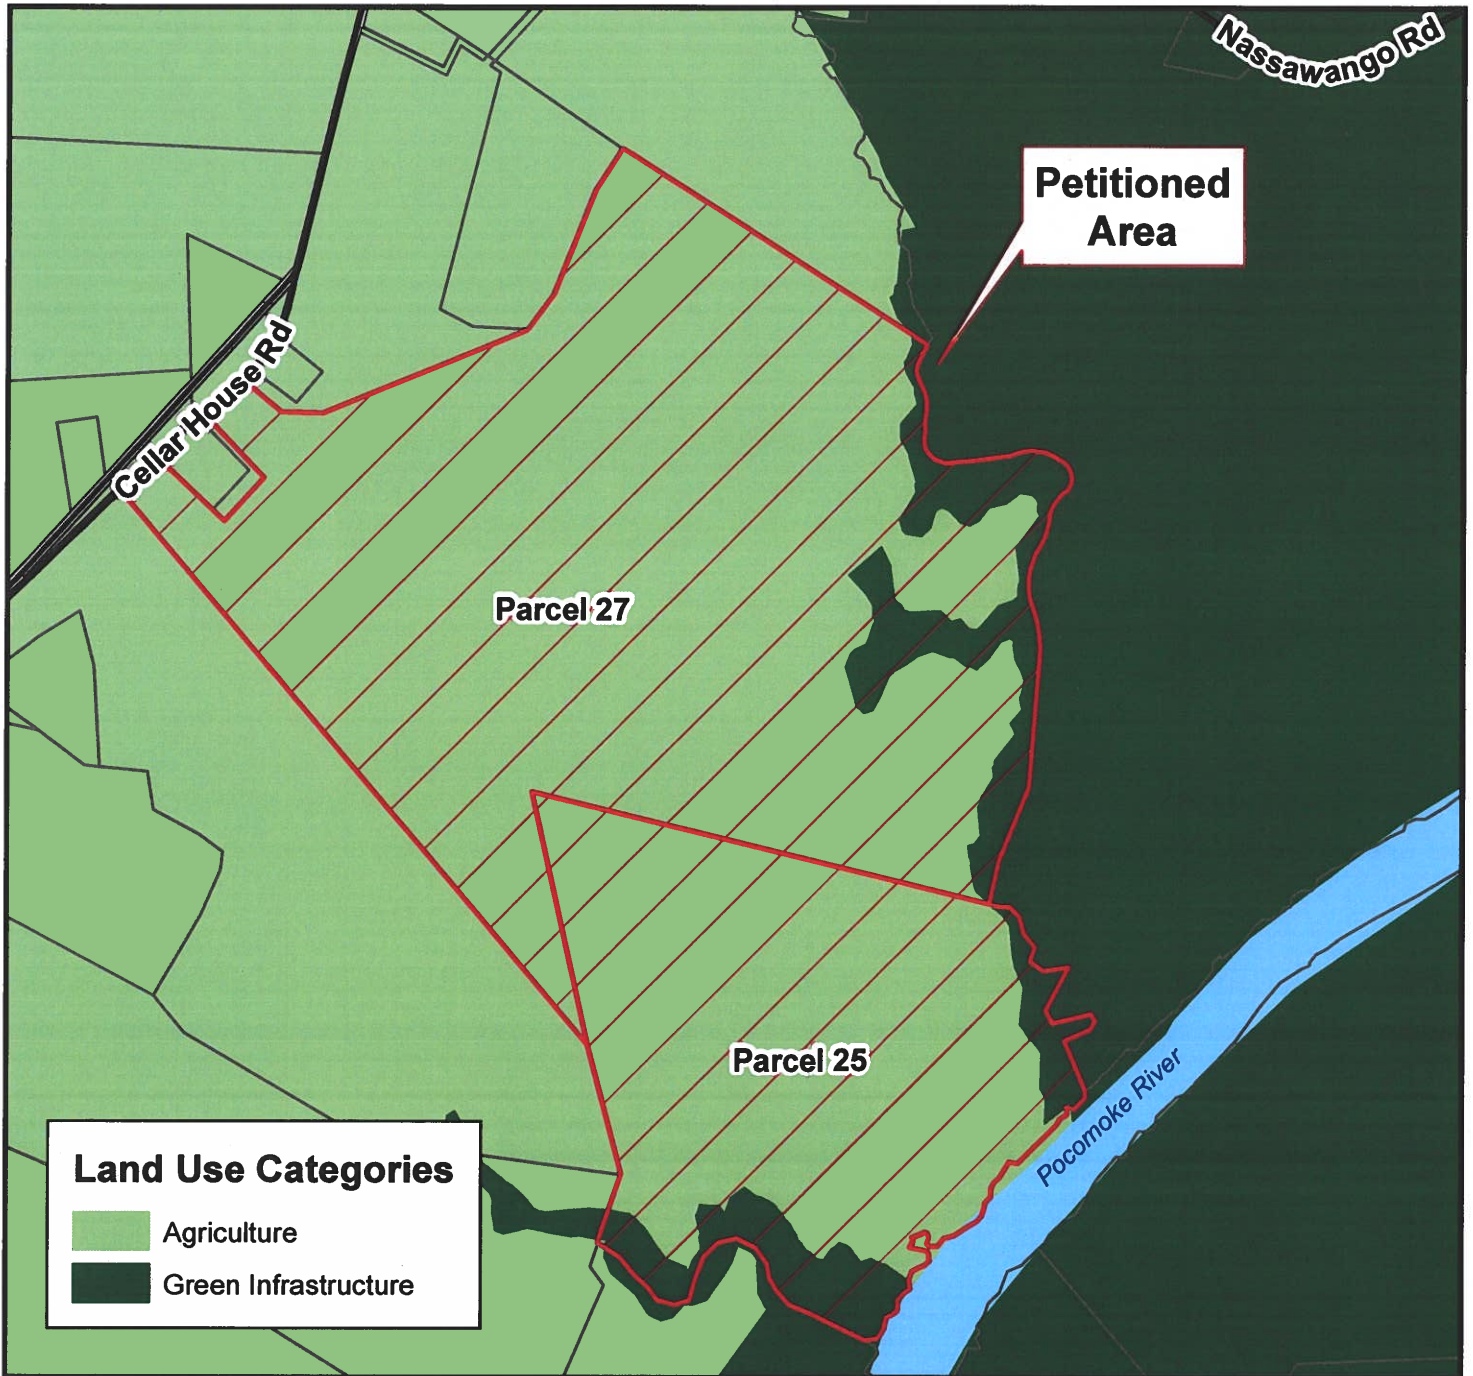 Nassawango Rd
Petitioned
Area
Cellar House Rd
Parcel 27
Parcel 25
Pocomoke River
Land Use Categories
Agriculture
Green Infrastructure